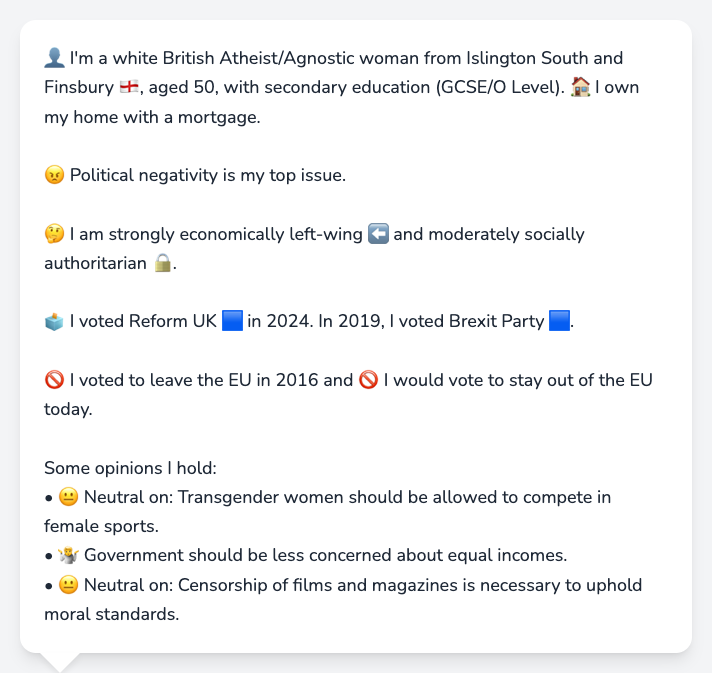 👤 I'm a white British Atheist/Agnostic woman from Islington South and
Finsbury 🏴󠁧󠁢󠁥󠁮󠁧󠁿, aged 50, with secondary education (GCSE/O Level). 🏠 I own
my home with a mortgage.
😠 Political negativity is my top issue.
🤔 I am strongly economically left-wing ⬅️ and moderately socially
authoritarian 🔒.
🗳️ I voted Reform UK 🟦 in 2024. In 2019, I voted Brexit Party 🟦.
🚫 I voted to leave the EU in 2016 and 🚫 I would vote to stay out of the EU
today.
Some opinions I hold:
• 😐 Neutral on: Transgender women should be allowed to compete in
female sports.
• 🤷 Government should be less concerned about equal incomes.
• 😐 Neutral on: Censorship of films and magazines is necessary to uphold
moral standards.